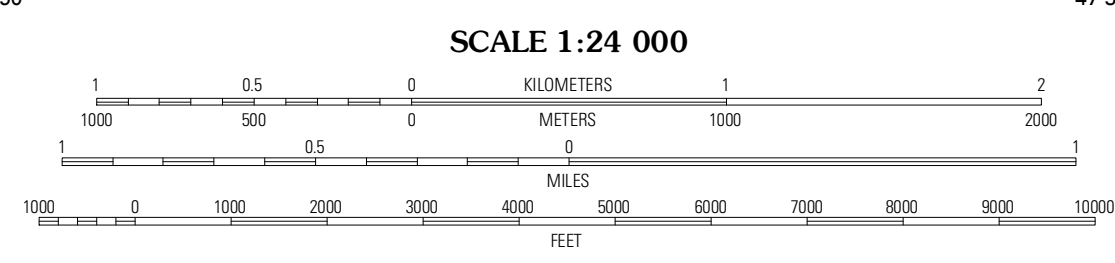 SCALE 1:24 000
1 0.5 0 KILOMETERS 1 2
1000 500 0 METERS 1000 2000
1 0.5 0 1
MILES
1000 0 1000 2000 3000 4000 5000 6000 7000 8000 9000 10000
FEET